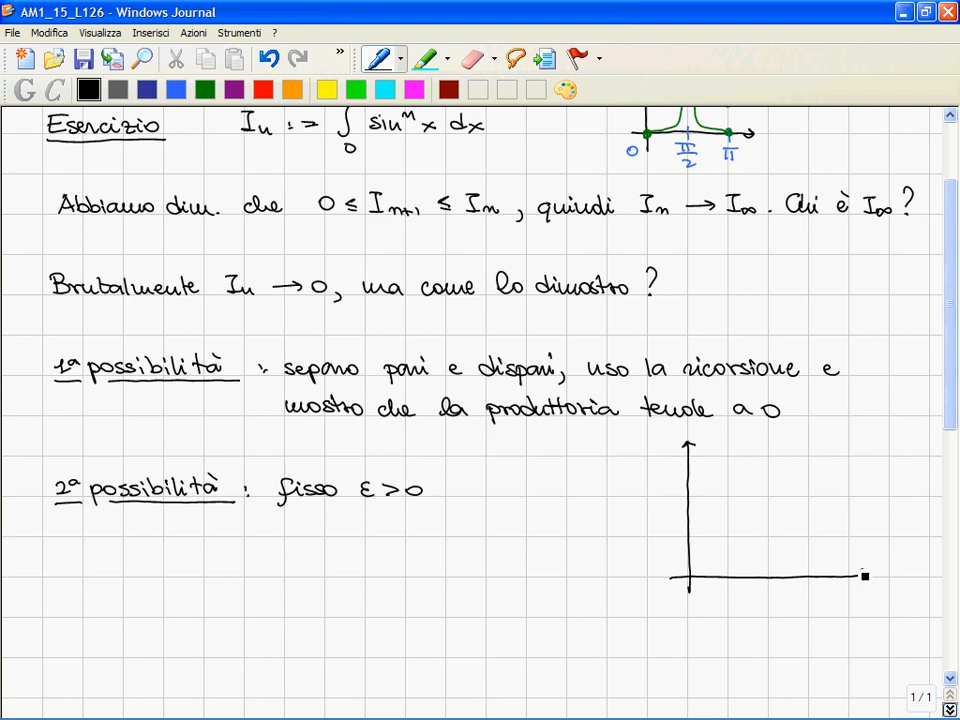 AM1_15_L126 - Windows Journal
File Modifica Visualizza Inserisci Azioni Strumenti ?
Esercizio Iₙ := ∫₀ sinⁿ x dx
0 π/2 π
Abbiamo dim. che 0 ≤ Iₙ₊₁ ≤ Iₙ, quindi Iₙ → I∞. Chi è I∞?
Brutalmente Iₙ → 0, ma come lo dimostro?
1ª possibilità : separo pari e dispari, uso la ricorsione e
mostro che la produttoria tende a 0
2ª possibilità : fisso ε > 0
1 / 1